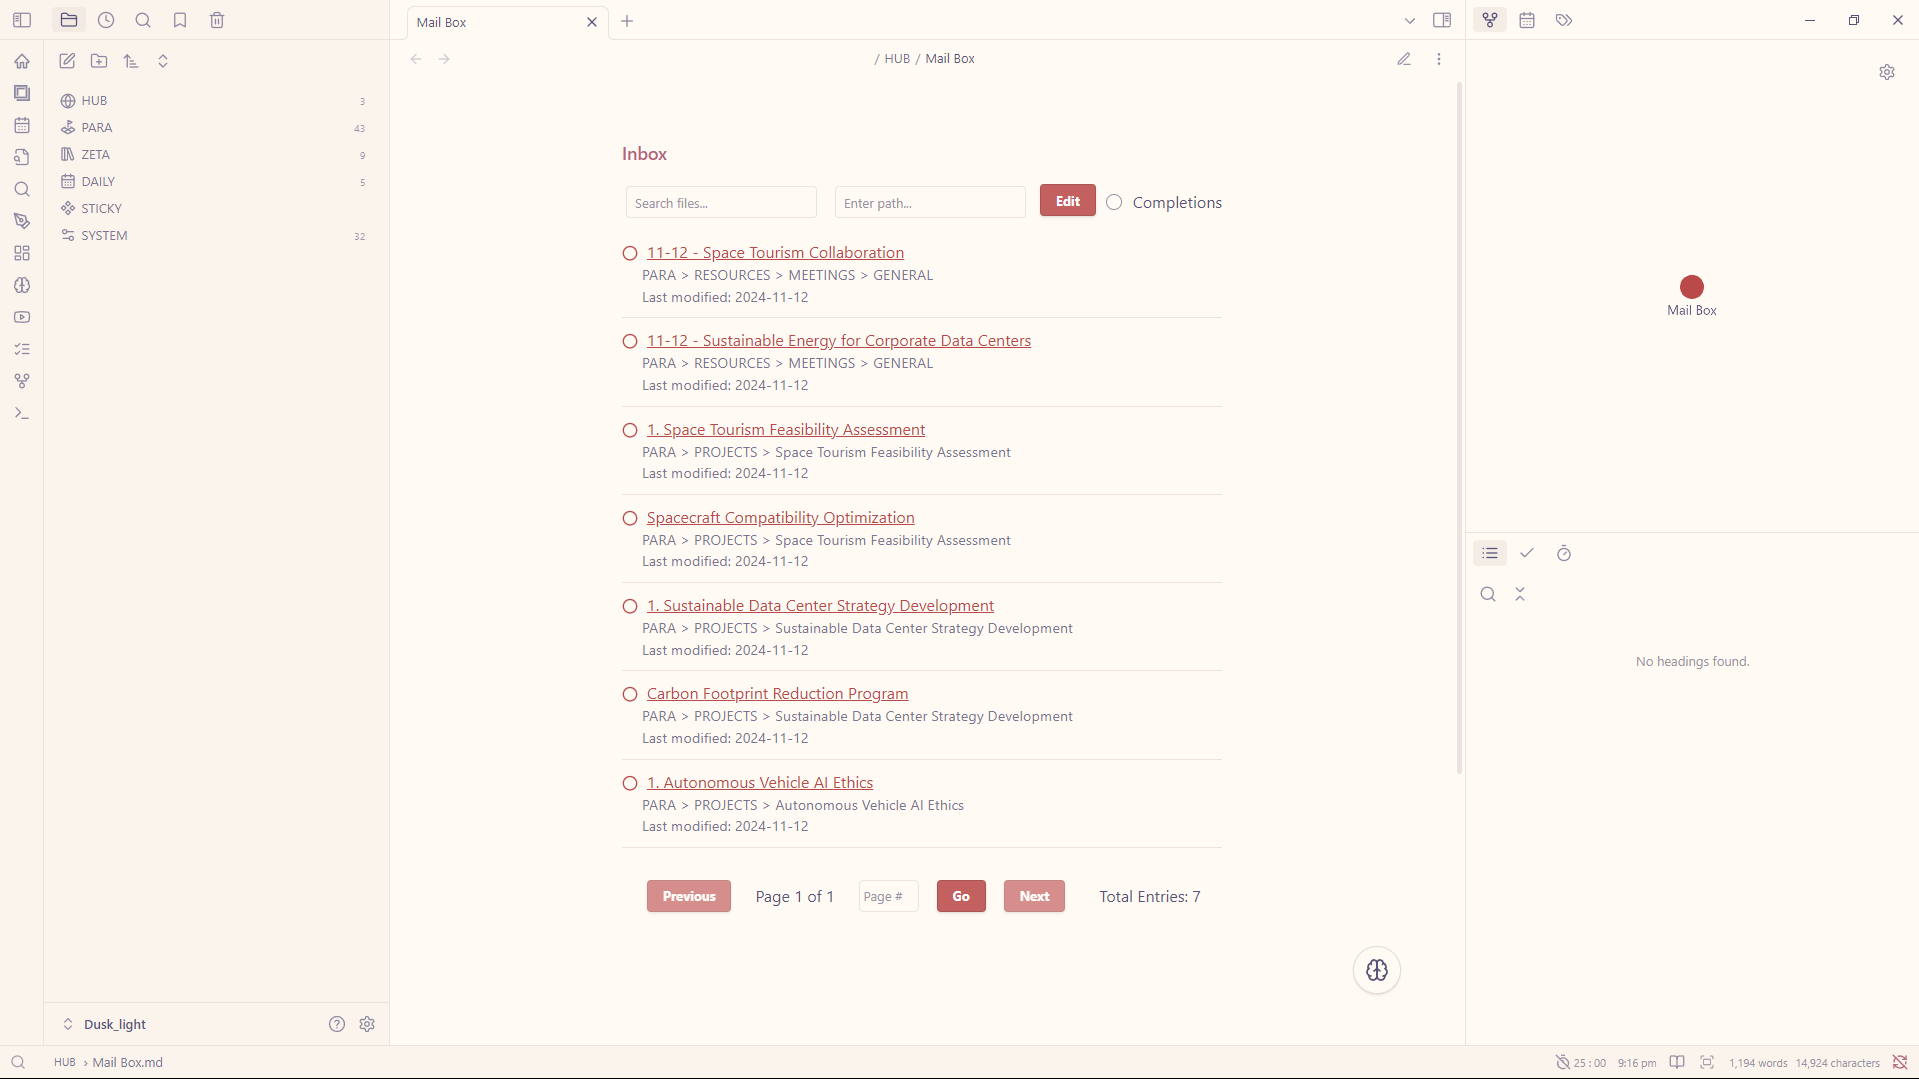 Mail Box
/ HUB / Mail Box
HUB 3
PARA 43
ZETA 9
DAILY 5
STICKY
SYSTEM 32
Inbox
Search files...
Enter path...
Edit
Completions
11-12 - Space Tourism Collaboration
PARA > RESOURCES > MEETINGS > GENERAL
Last modified: 2024-11-12
11-12 - Sustainable Energy for Corporate Data Centers
PARA > RESOURCES > MEETINGS > GENERAL
Last modified: 2024-11-12
1. Space Tourism Feasibility Assessment
PARA > PROJECTS > Space Tourism Feasibility Assessment
Last modified: 2024-11-12
Spacecraft Compatibility Optimization
PARA > PROJECTS > Space Tourism Feasibility Assessment
Last modified: 2024-11-12
1. Sustainable Data Center Strategy Development
PARA > PROJECTS > Sustainable Data Center Strategy Development
Last modified: 2024-11-12
Carbon Footprint Reduction Program
PARA > PROJECTS > Sustainable Data Center Strategy Development
Last modified: 2024-11-12
1. Autonomous Vehicle AI Ethics
PARA > PROJECTS > Autonomous Vehicle AI Ethics
Last modified: 2024-11-12
Previous Page 1 of 1 Page # Go Next Total Entries: 7
Mail Box
No headings found.
Dusk_light
HUB › Mail Box.md
25 : 00 9:16 pm 1,194 words 14,924 characters